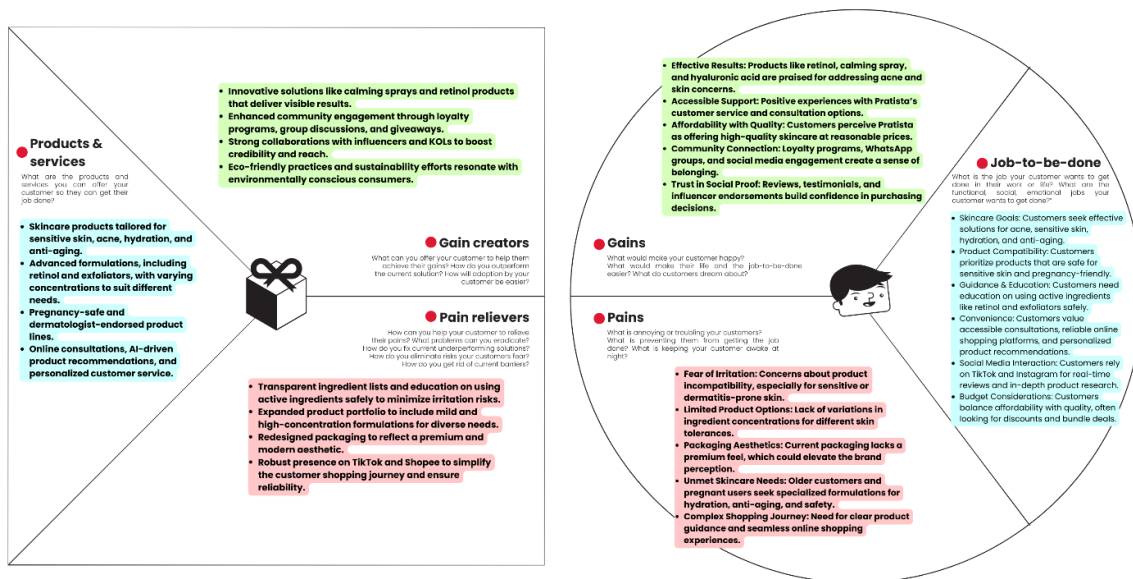 Products &
services
What are the products and
services you can offer your
customer so they can get their
job done?
• Skincare products tailored for
sensitive skin, acne, hydration, and
anti-aging.
• Advanced formulations, including
retinol and exfoliators, with varying
concentrations to suit different
needs.
• Pregnancy-safe and
dermatologist-endorsed product
lines.
• Online consultations, AI-driven
product recommendations, and
personalized customer service.
• Innovative solutions like calming sprays and retinol products
that deliver visible results.
• Enhanced community engagement through loyalty
programs, group discussions, and giveaways.
• Strong collaborations with influencers and KOLs to boost
credibility and reach.
• Eco-friendly practices and sustainability efforts resonate with
environmentally conscious consumers.
Gain creators
What can you offer your customer to help them
achieve their gains? How do you outperform
the current solution? How will adoption by your
customer be easier?
Pain relievers
How can you help your customer to relieve
their pains? What problems can you eradicate?
How do you fix current underperforming solutions?
How do you eliminate risks your customers fear?
How do you get rid of current barriers?
• Transparent ingredient lists and education on using
active ingredients safely to minimize irritation risks.
• Expanded product portfolio to include mild and
high-concentration formulations for diverse needs.
• Redesigned packaging to reflect a premium and
modern aesthetic.
• Robust presence on TikTok and Shopee to simplify
the customer shopping journey and ensure
reliability.
• Effective Results: Products like retinol, calming spray,
and hyaluronic acid are praised for addressing acne and
skin concerns.
• Accessible Support: Positive experiences with Pratista's
customer service and consultation options.
• Affordability with Quality: Customers perceive Pratista
as offering high-quality skincare at reasonable prices.
• Community Connection: Loyalty programs, WhatsApp
groups, and social media engagement create a sense of
belonging.
• Trust in Social Proof: Reviews, testimonials, and
influencer endorsements build confidence in purchasing
decisions.
Gains
What would make your customer happy?
What would make their life and the job-to-be-done
easier? What do customers dream about?
Pains
What is annoying or troubling your customers?
What is preventing them from getting the job
done? What is keeping your customer awake at
night?
• Fear of Irritation: Concerns about product
incompatibility, especially for sensitive or
dermatitis-prone skin.
• Limited Product Options: Lack of variations in
ingredient concentrations for different skin
tolerances.
• Packaging Aesthetics: Current packaging lacks a
premium feel, which could elevate the brand
perception.
• Unmet Skincare Needs: Older customers and
pregnant users seek specialized formulations for
hydration, anti-aging, and safety.
• Complex Shopping Journey: Need for clear product
guidance and seamless online shopping
experiences.
Job-to-be-done
What is the job your customer wants to get
done in their work or life? What are the
functional, social, emotional jobs your
customer wants to get done?"
• Skincare Goals: Customers seek effective
solutions for acne, sensitive skin,
hydration, and anti-aging.
• Product Compatibility: Customers
prioritize products that are safe for
sensitive skin and pregnancy-friendly.
• Guidance & Education: Customers need
education on using active ingredients
like retinol and exfoliators safely.
• Convenience: Customers value
accessible consultations, reliable online
shopping platforms, and personalized
product recommendations.
• Social Media Interaction: Customers rely
on TikTok and Instagram for real-time
reviews and in-depth product research.
• Budget Considerations: Customers
balance affordability with quality, often
looking for discounts and bundle deals.